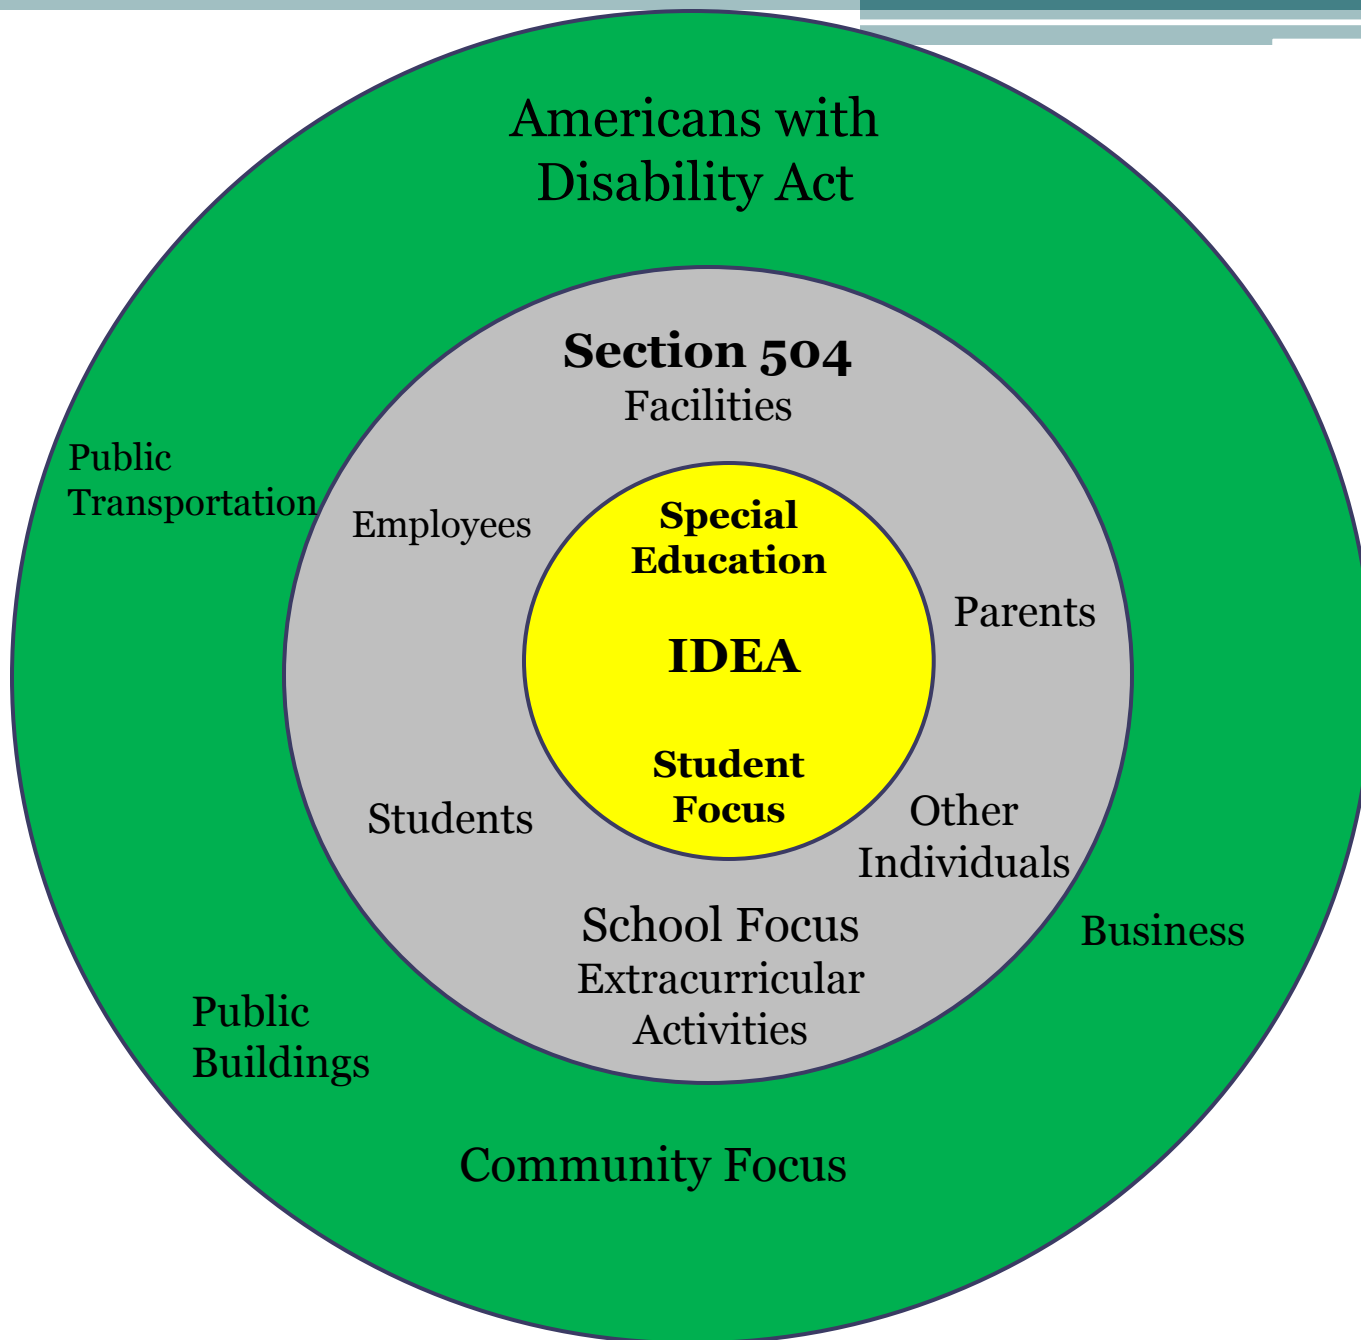 Americans with
Disability Act
Section 504
Facilities
Public
Transportation
Employees
Special
Education
Parents
IDEA
Student
Focus
Students
Other
Individuals
School Focus
Extracurricular
Activities
Business
Public
Buildings
Community Focus